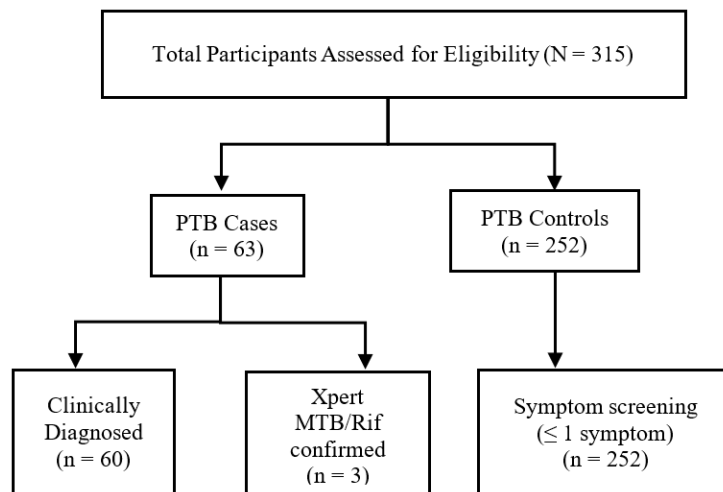 Total Participants Assessed for Eligibility (N = 315)
PTB Cases
(n = 63)
PTB Controls
(n = 252)
Clinically
Diagnosed
(n = 60)
Xpert
MTB/Rif
confirmed
(n = 3)
Symptom screening
(≤ 1 symptom)
n = 252)